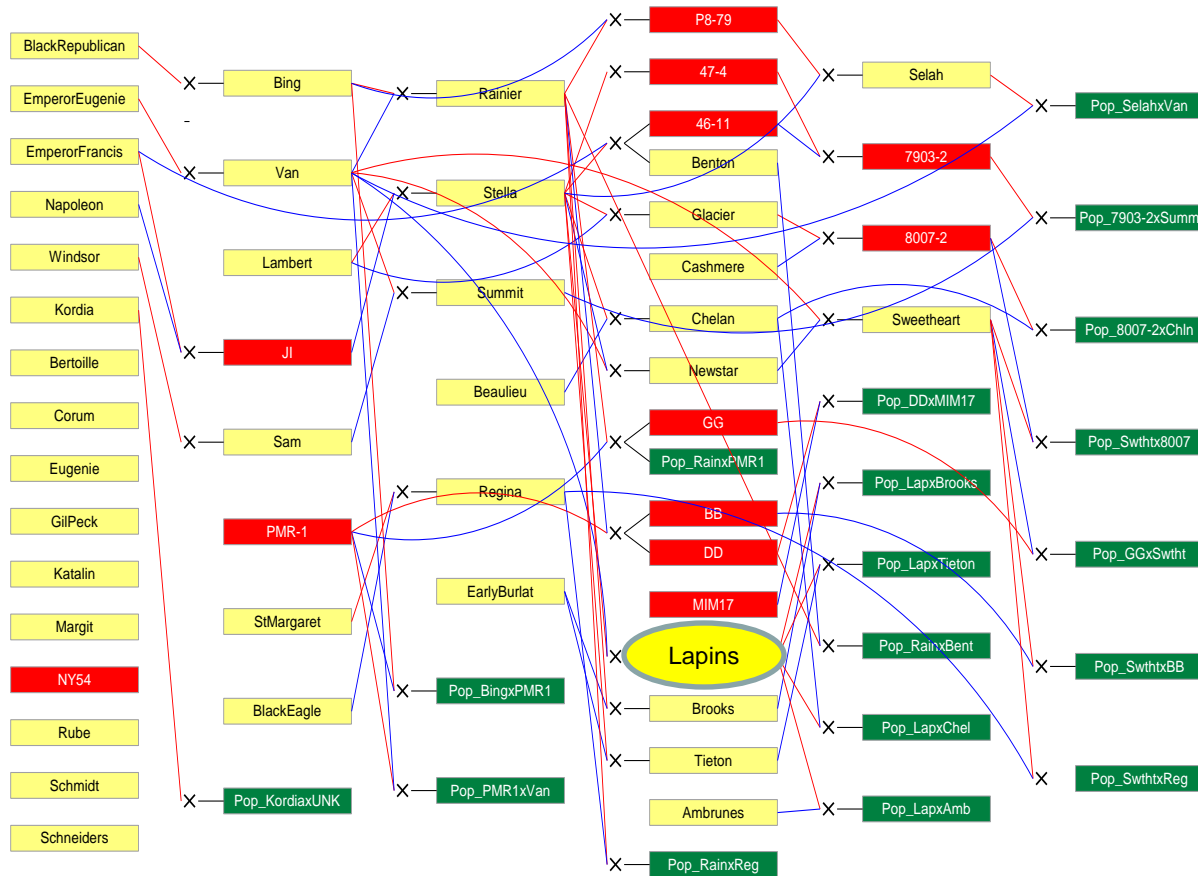 BlackRepublican
EmperorEugenie
EmperorFrancis
Napoleon
Windsor
Kordia
Bertoille
Corum
Eugenie
GilPeck
Katalin
Margit
NY54
Rube
Schmidt
Schneiders
X
Bing
X
Van
Lambert
X
JI
X
Sam
PMR-1
StMargaret
BlackEagle
X
Pop_KordiaxUNK
X
Rainier
X
Stella
X
Summit
Beaulieu
X
Regina
EarlyBurlat
X
Pop_BingxPMR1
X
Pop_PMR1xVan
X
P8-79
X
47-4
X
46-11
Benton
X
Glacier
Cashmere
X
Chelan
X
Newstar
X
GG
Pop_RainxPMR1
X
BB
DD
MIM17
X
Lapins
X
Brooks
X
Tieton
Ambrunes
X
Pop_RainxReg
X
Selah
X
7903-2
X
8007-2
X
Sweetheart
X
Pop_DDxMIM17
X
Pop_LapxBrooks
X
Pop_LapxTieton
X
Pop_RainxBent
X
Pop_LapxChel
X
Pop_LapxAmb
X
Pop_SelahxVan
X
Pop_7903-2xSumm
X
Pop_8007-2xChln
X
Pop_Swthtx8007
X
Pop_GGxSwtht
X
Pop_SwthtxBB
X
Pop_SwthtxReg